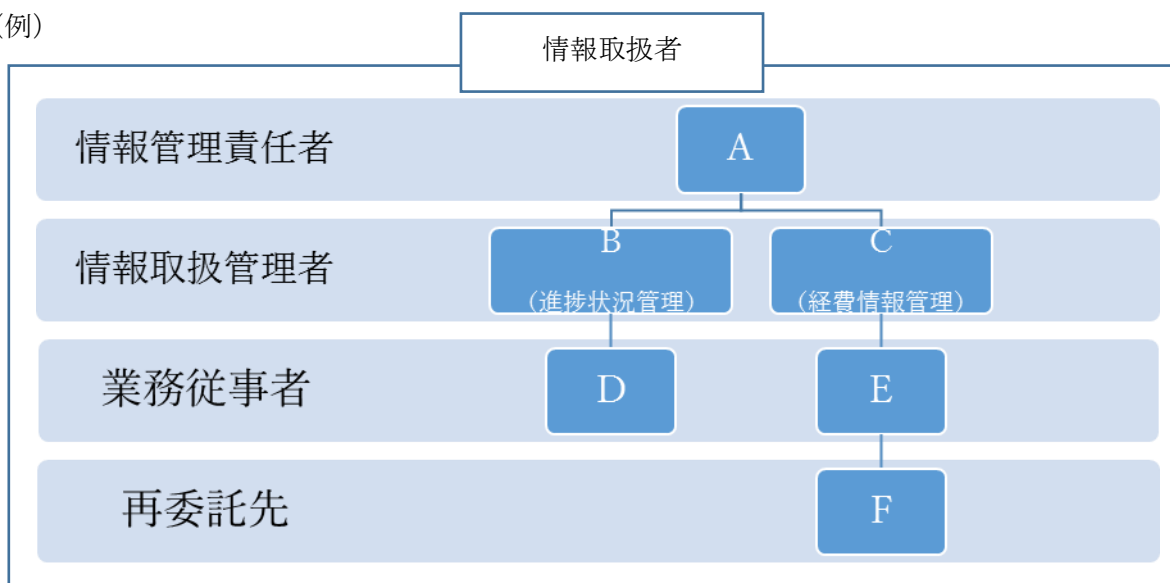 （例）
情報取扱者
情報管理責任者
A
情報取扱管理者
B
（進捗状況管理）
C
（経費情報管理）
業務従事者
D
E
再委託先
F